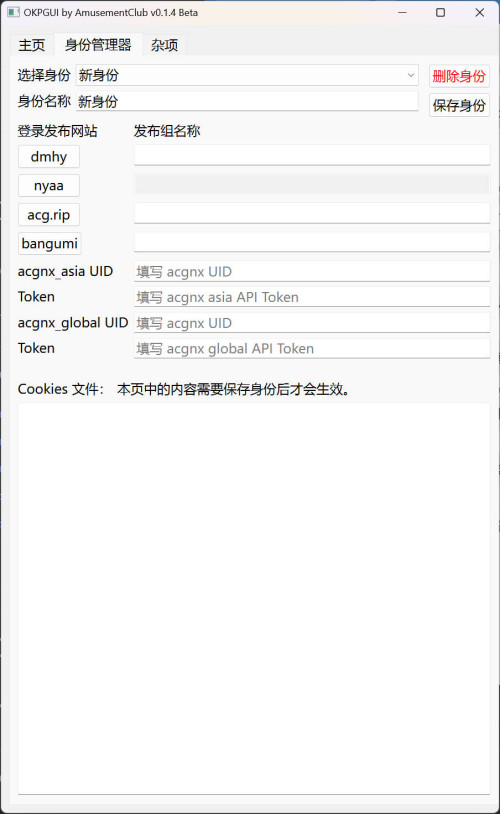 OKPGUI by AmusementClub v0.1.4 Beta
主页 身份管理器 杂项
选择身份 新身份 删除身份
身份名称 新身份 保存身份
登录发布网站 发布组名称
dmhy
nyaa
acg.rip
bangumi
acgnx_asia UID 填写 acgnx UID
Token 填写 acgnx asia API Token
acgnx_global UID 填写 acgnx UID
Token 填写 acgnx global API Token
Cookies 文件： 本页中的内容需要保存身份后才会生效。